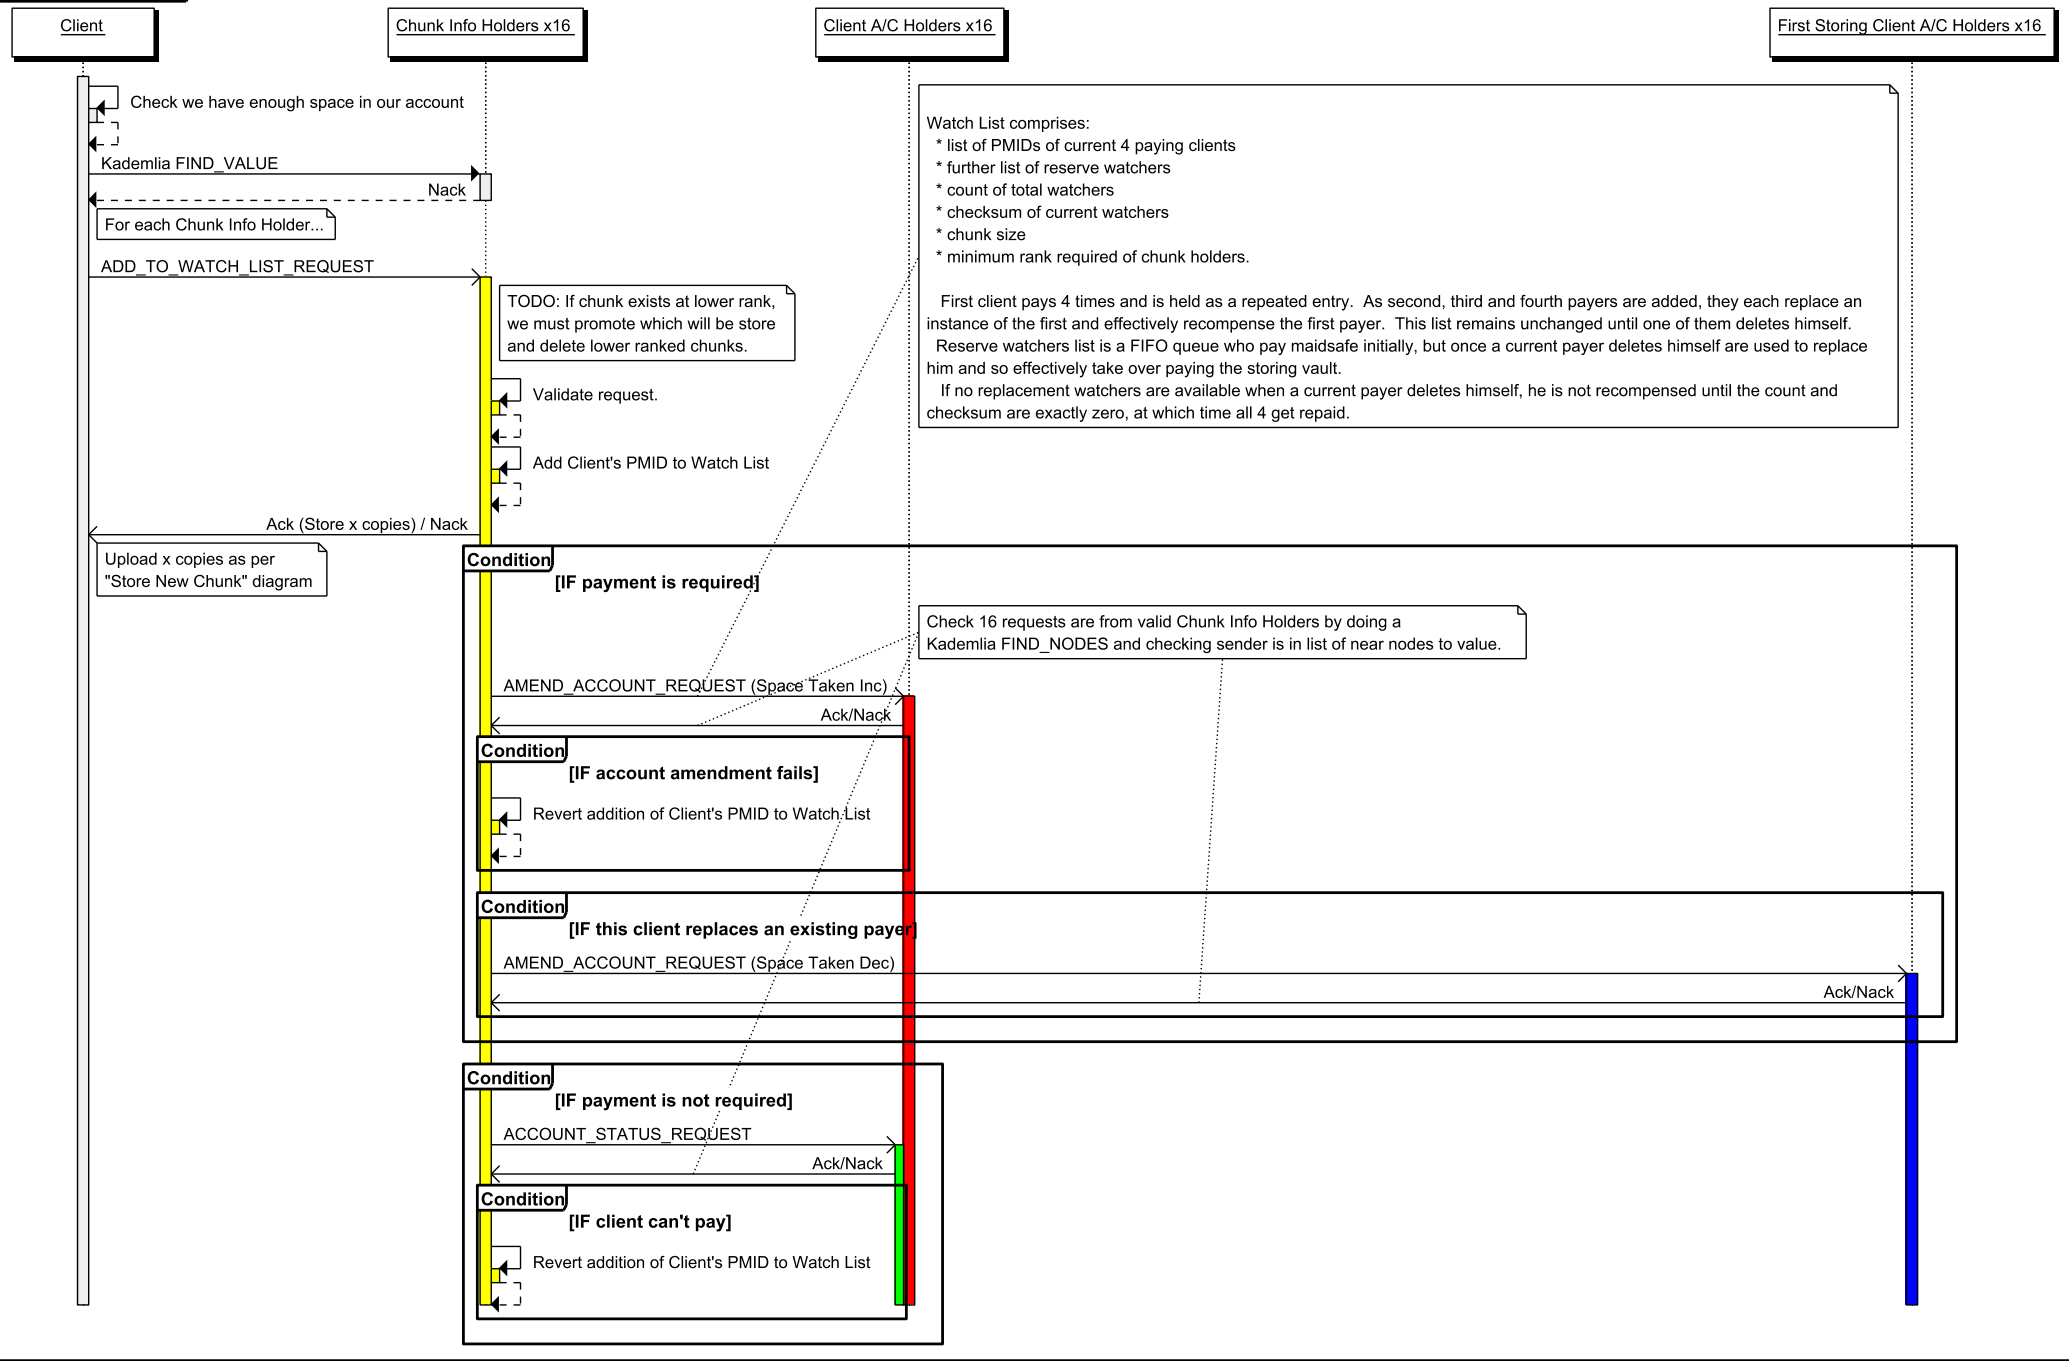 Client
Chunk Info Holders x16
Client A/C Holders x16
First Storing Client A/C Holders x16
Check we have enough space in our account
Kademlia FIND_VALUE
Nack
For each Chunk Info Holder...
ADD_TO_WATCH_LIST_REQUEST
Watch List comprises:
* list of PMIDs of current 4 paying clients
* further list of reserve watchers
* count of total watchers
* checksum of current watchers
* chunk size
* minimum rank required of chunk holders.
First client pays 4 times and is held as a repeated entry.  As second, third and fourth payers are added, they each replace an
instance of the first and effectively recompense the first payer.  This list remains unchanged until one of them deletes himself.
Reserve watchers list is a FIFO queue who pay maidsafe initially, but once a current payer deletes himself are used to replace
him and so effectively take over paying the storing vault.
If no replacement watchers are available when a current payer deletes himself, he is not recompensed until the count and
checksum are exactly zero, at which time all 4 get repaid.
TODO: If chunk exists at lower rank,
we must promote which will be store
and delete lower ranked chunks.
Validate request.
Add Client's PMID to Watch List
Ack (Store x copies) / Nack
Upload x copies as per
"Store New Chunk" diagram
Condition
[IF payment is required]
Check 16 requests are from valid Chunk Info Holders by doing a
Kademlia FIND_NODES and checking sender is in list of near nodes to value.
AMEND_ACCOUNT_REQUEST (Space Taken Inc)
Ack/Nack
Condition
[IF account amendment fails]
Revert addition of Client's PMID to Watch List
Condition
[IF this client replaces an existing payer]
AMEND_ACCOUNT_REQUEST (Space Taken Dec)
Ack/Nack
Condition
[IF payment is not required]
ACCOUNT_STATUS_REQUEST
Ack/Nack
Condition
[IF client can't pay]
Revert addition of Client's PMID to Watch List